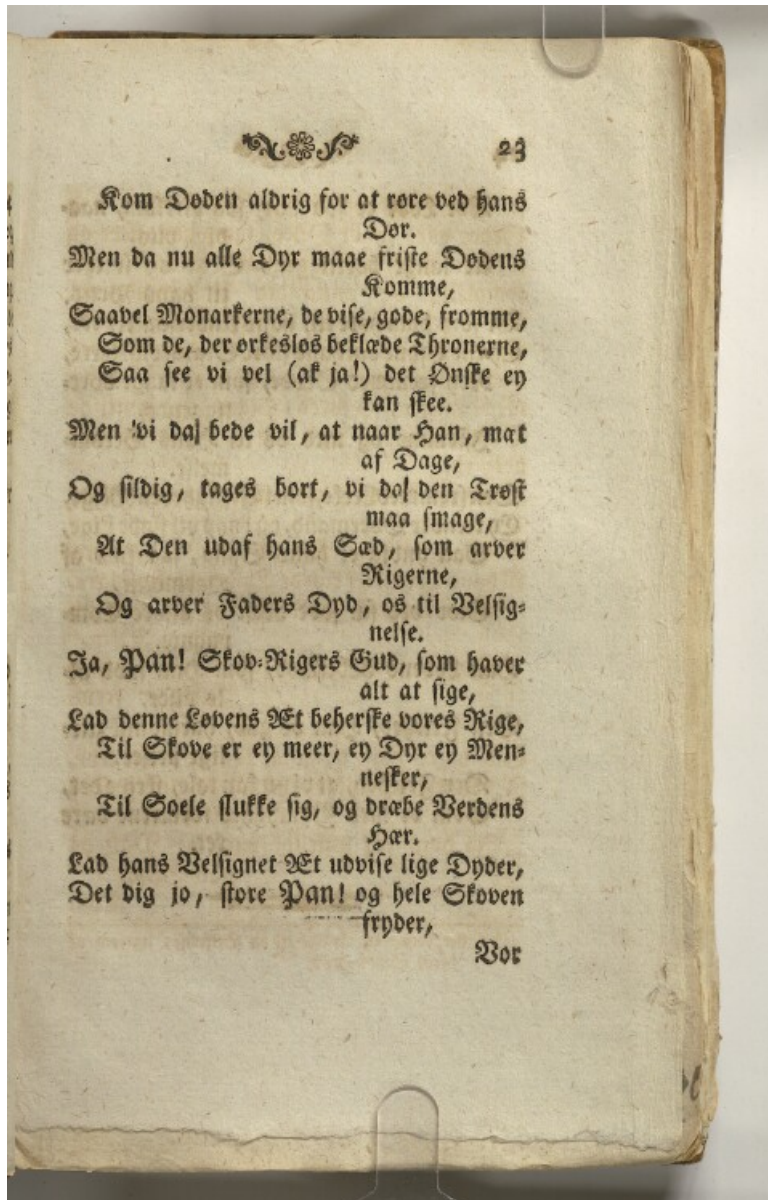 23
Kom Døden aldrig for at røre ved hans
Dør.
Men da nu alle Dyr maae friste Dødens
Komme,
Saavel Monarkerne, de vise, gode, fromme,
Som de, der ørkesløs beklæde Thronerne,
Saa see vi vel (ak ja!) det Ønske ey
kan skee.
Men vi da bede vil, at naar Han, mæt
af Dage,
Og sildig, tages bort, vi da den Trøst
maa smage,
At Den udaf hans Sæd, som arver
Rigerne,
Og arver Faders Dyd, os til Velsig-
nelse.
Ja, Pan! Skov-Rigers Gud, som haver
alt at sige,
Lad denne Løvens Æt beherske vores Rige,
Til Skove er ey meer, ey Dyr ey Men-
nesker,
Til Soele slukke sig, og dræbe Verdens
Hær.
Lad hans Velsignet Æt udvise lige Dyder,
Det dig jo, store Pan! og hele Skoven
fryder,
Vor